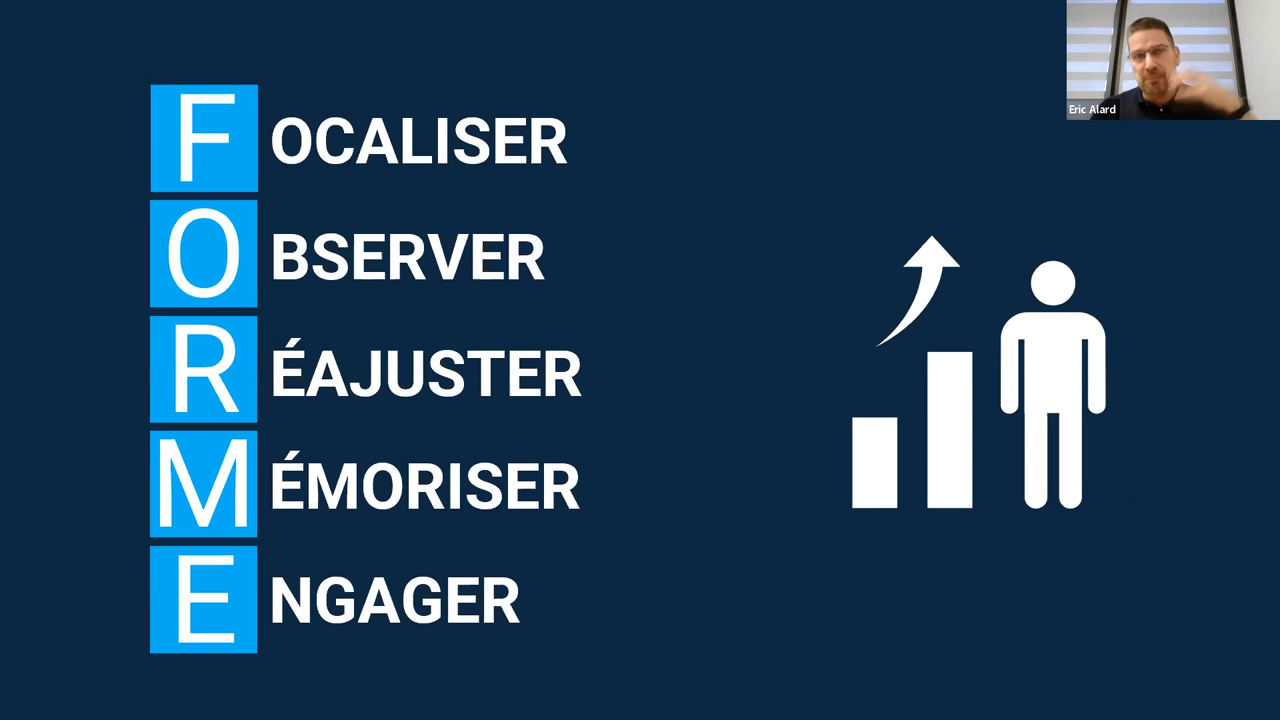 FOCALISER
OBSERVER
RÉAJUSTER
MÉMORISER
ENGAGER
Eric Alard